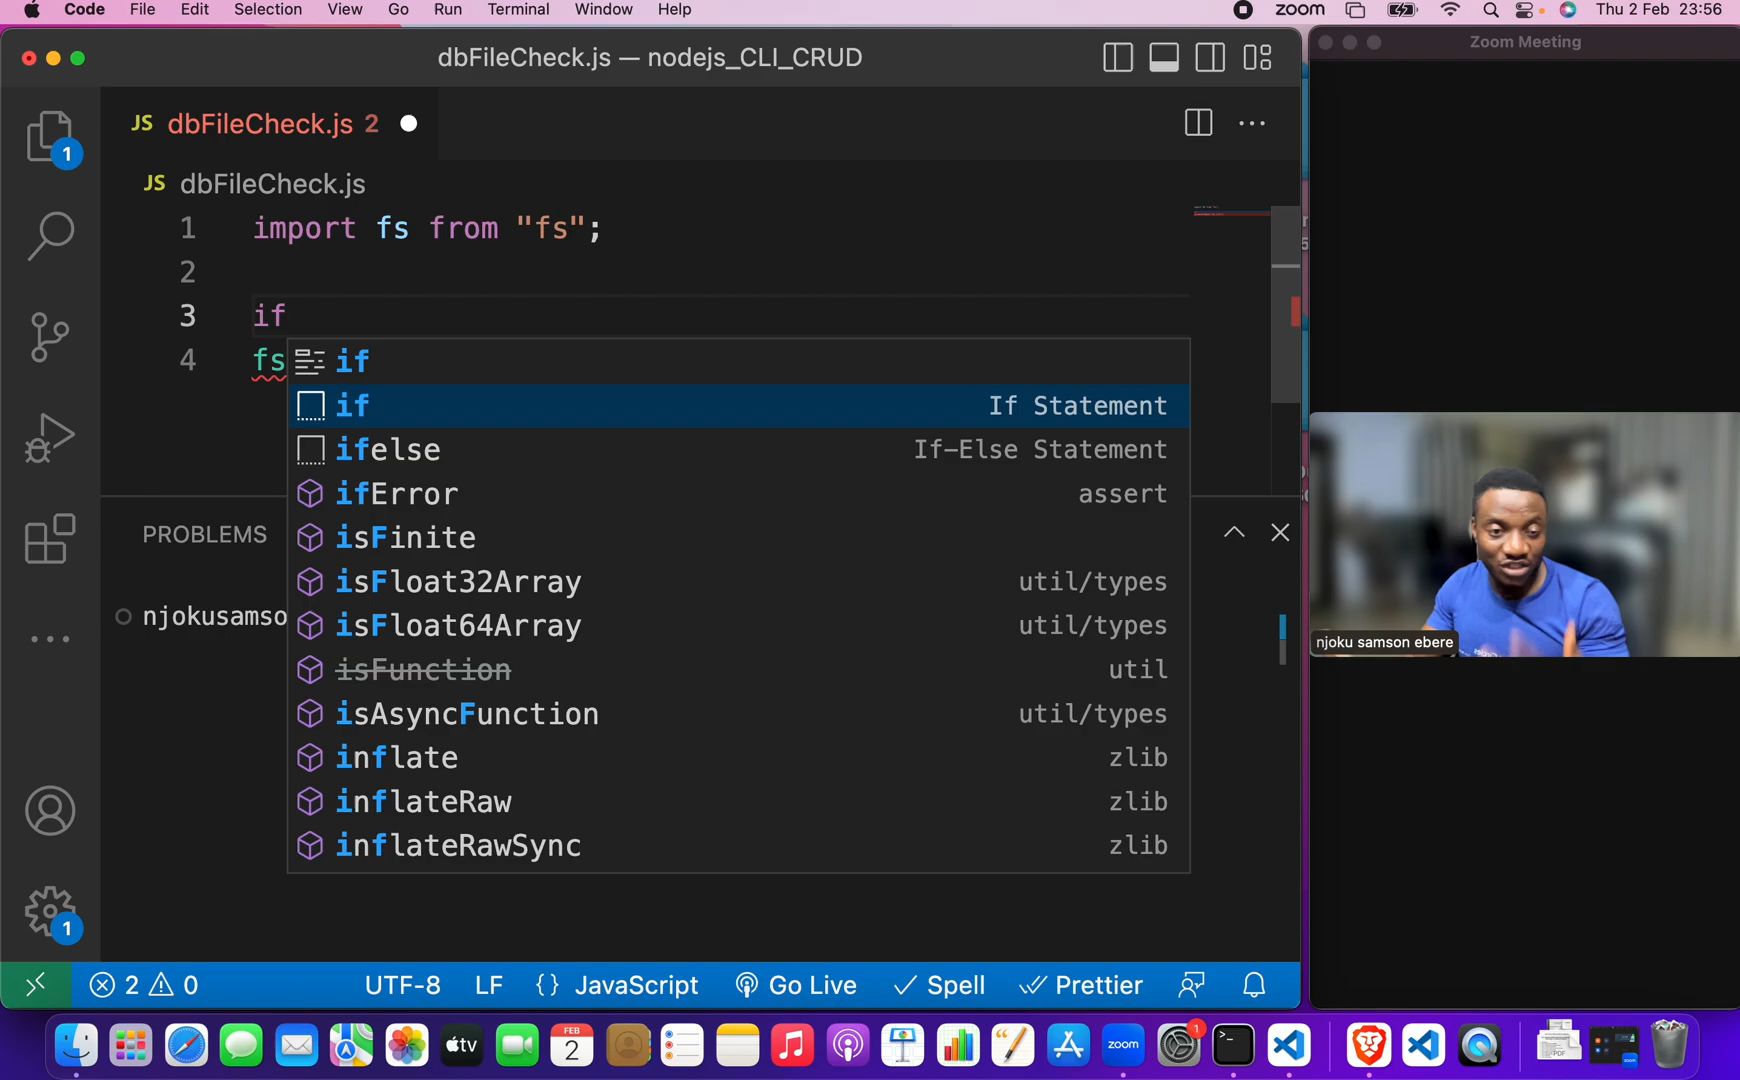 Code File Edit Selection View Go Run Terminal Window Help
zoom Thu 2 Feb 23:56
dbFileCheck.js — nodejs_CLI_CRUD
Zoom Meeting
JS dbFileCheck.js 2
JS dbFileCheck.js
1 import fs from "fs";
2
3 if
4 fs
if
if If Statement
ifelse If-Else Statement
ifError assert
isFinite
isFloat32Array util/types
isFloat64Array util/types
isFunction util
isAsyncFunction util/types
inflate zlib
inflateRaw zlib
inflateRawSync zlib
PROBLEMS
njokusamso
njoku samson ebere
1
1
2 0 UTF-8 LF {} JavaScript Go Live Spell Prettier
tv
FEB
2
zoom
1
PDF